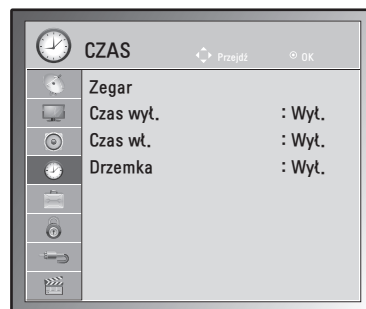 CZAS Przejdź OK
Zegar
Czas wył. : Wył.
Czas wł. : Wył.
Drzemka : Wył.